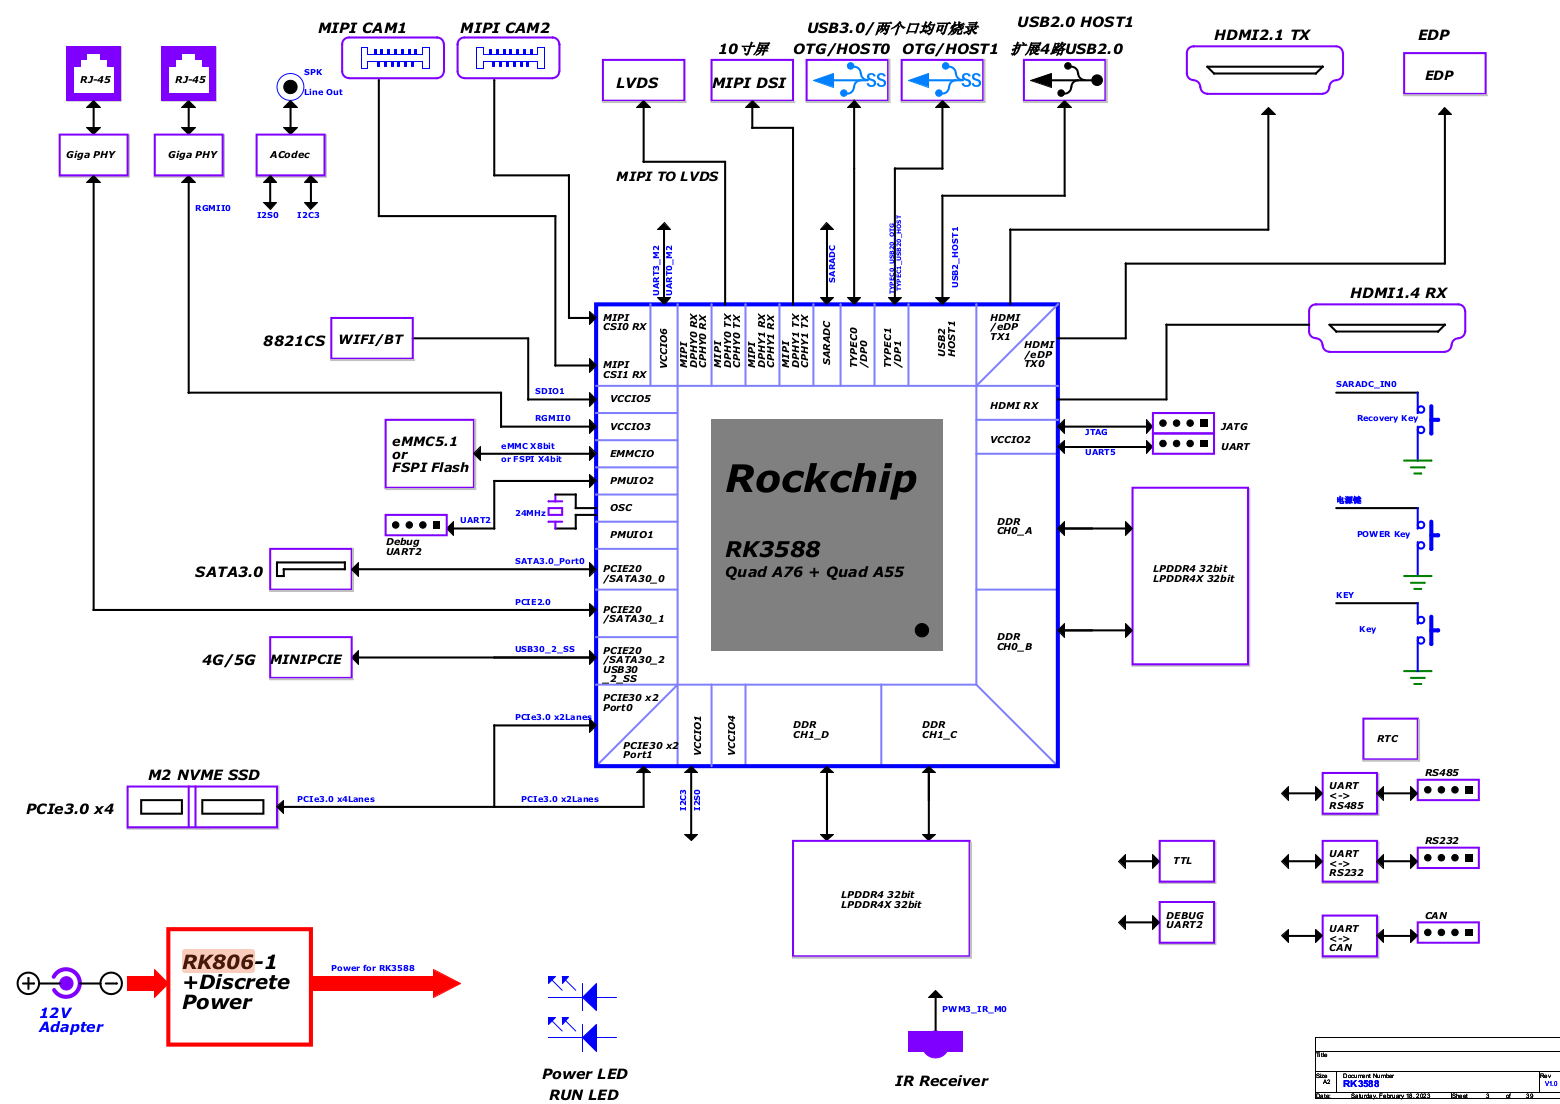 MIPI CAM1
MIPI CAM2
USB3.0/两个口均可烧录
USB2.0 HOST1
10寸屏
OTG/HOST0
OTG/HOST1
扩展4路USB2.0
HDMI2.1 TX
EDP
RJ-45
RJ-45
SPK
Line Out
LVDS
MIPI DSI
SS
SS
EDP
Giga PHY
Giga PHY
ACodec
MIPI TO LVDS
RGMII0
I2S0
I2C3
UART3_M2
UART0_M2
SARADC
TYPEC0_USB20_OTG
TYPEC1_USB20_HOST
USB2_HOST1
HDMI1.4 RX
8821CS
WIFI/BT
MIPI
CSI0 RX
MIPI
CSI1 RX
VCCIO6
MIPI
DPHY0 RX
CPHY0 RX
MIPI
DPHY0 TX
CPHY0 TX
MIPI
DPHY1 RX
CPHY1 RX
MIPI
DPHY1 TX
CPHY1 TX
SARADC
TYPEC0
/DP0
TYPEC1
/DP1
USB2
HOST1
HDMI
/eDP
TX1
HDMI
/eDP
TX0
SDIO1
VCCIO5
HDMI RX
RGMII0
VCCIO3
VCCIO2
JTAG
JATG
UART5
UART
SARADC_IN0
Recovery Key
eMMC5.1
or
FSPI Flash
eMMC X8bit
or FSPI X4bit
EMMCIO
PMUIO2
OSC
PMUIO1
24MHz
UART2
Debug
UART2
Rockchip
RK3588
Quad A76 + Quad A55
DDR
CH0_A
DDR
CH0_B
LPDDR4 32bit
LPDDR4X 32bit
电源键
POWER Key
KEY
Key
SATA3.0
SATA3.0_Port0
PCIE20
/SATA30_0
PCIE2.0
PCIE20
/SATA30_1
4G/5G
MINIPCIE
USB30_2_SS
PCIE20
/SATA30_2
USB30
_2_SS
PCIE30 x2
Port0
PCIe3.0 x2Lanes
PCIE30 x2
Port1
VCCIO1
VCCIO4
DDR
CH1_D
DDR
CH1_C
RTC
M2 NVME SSD
PCIe3.0 x4
PCIe3.0 x4Lanes
PCIe3.0 x2Lanes
I2C3
I2S0
UART
<->
RS485
RS485
UART
<->
RS232
RS232
UART
<->
CAN
CAN
TTL
DEBUG
UART2
LPDDR4 32bit
LPDDR4X 32bit
12V
Adapter
RK806-1
+Discrete
Power
Power for RK3588
Power LED
RUN LED
PWM3_IR_M0
IR Receiver
Title
Size
A2
Document Number
RK3588
Rev
V1.0
Date: Saturday, February 18, 2023 Sheet 3 of 39